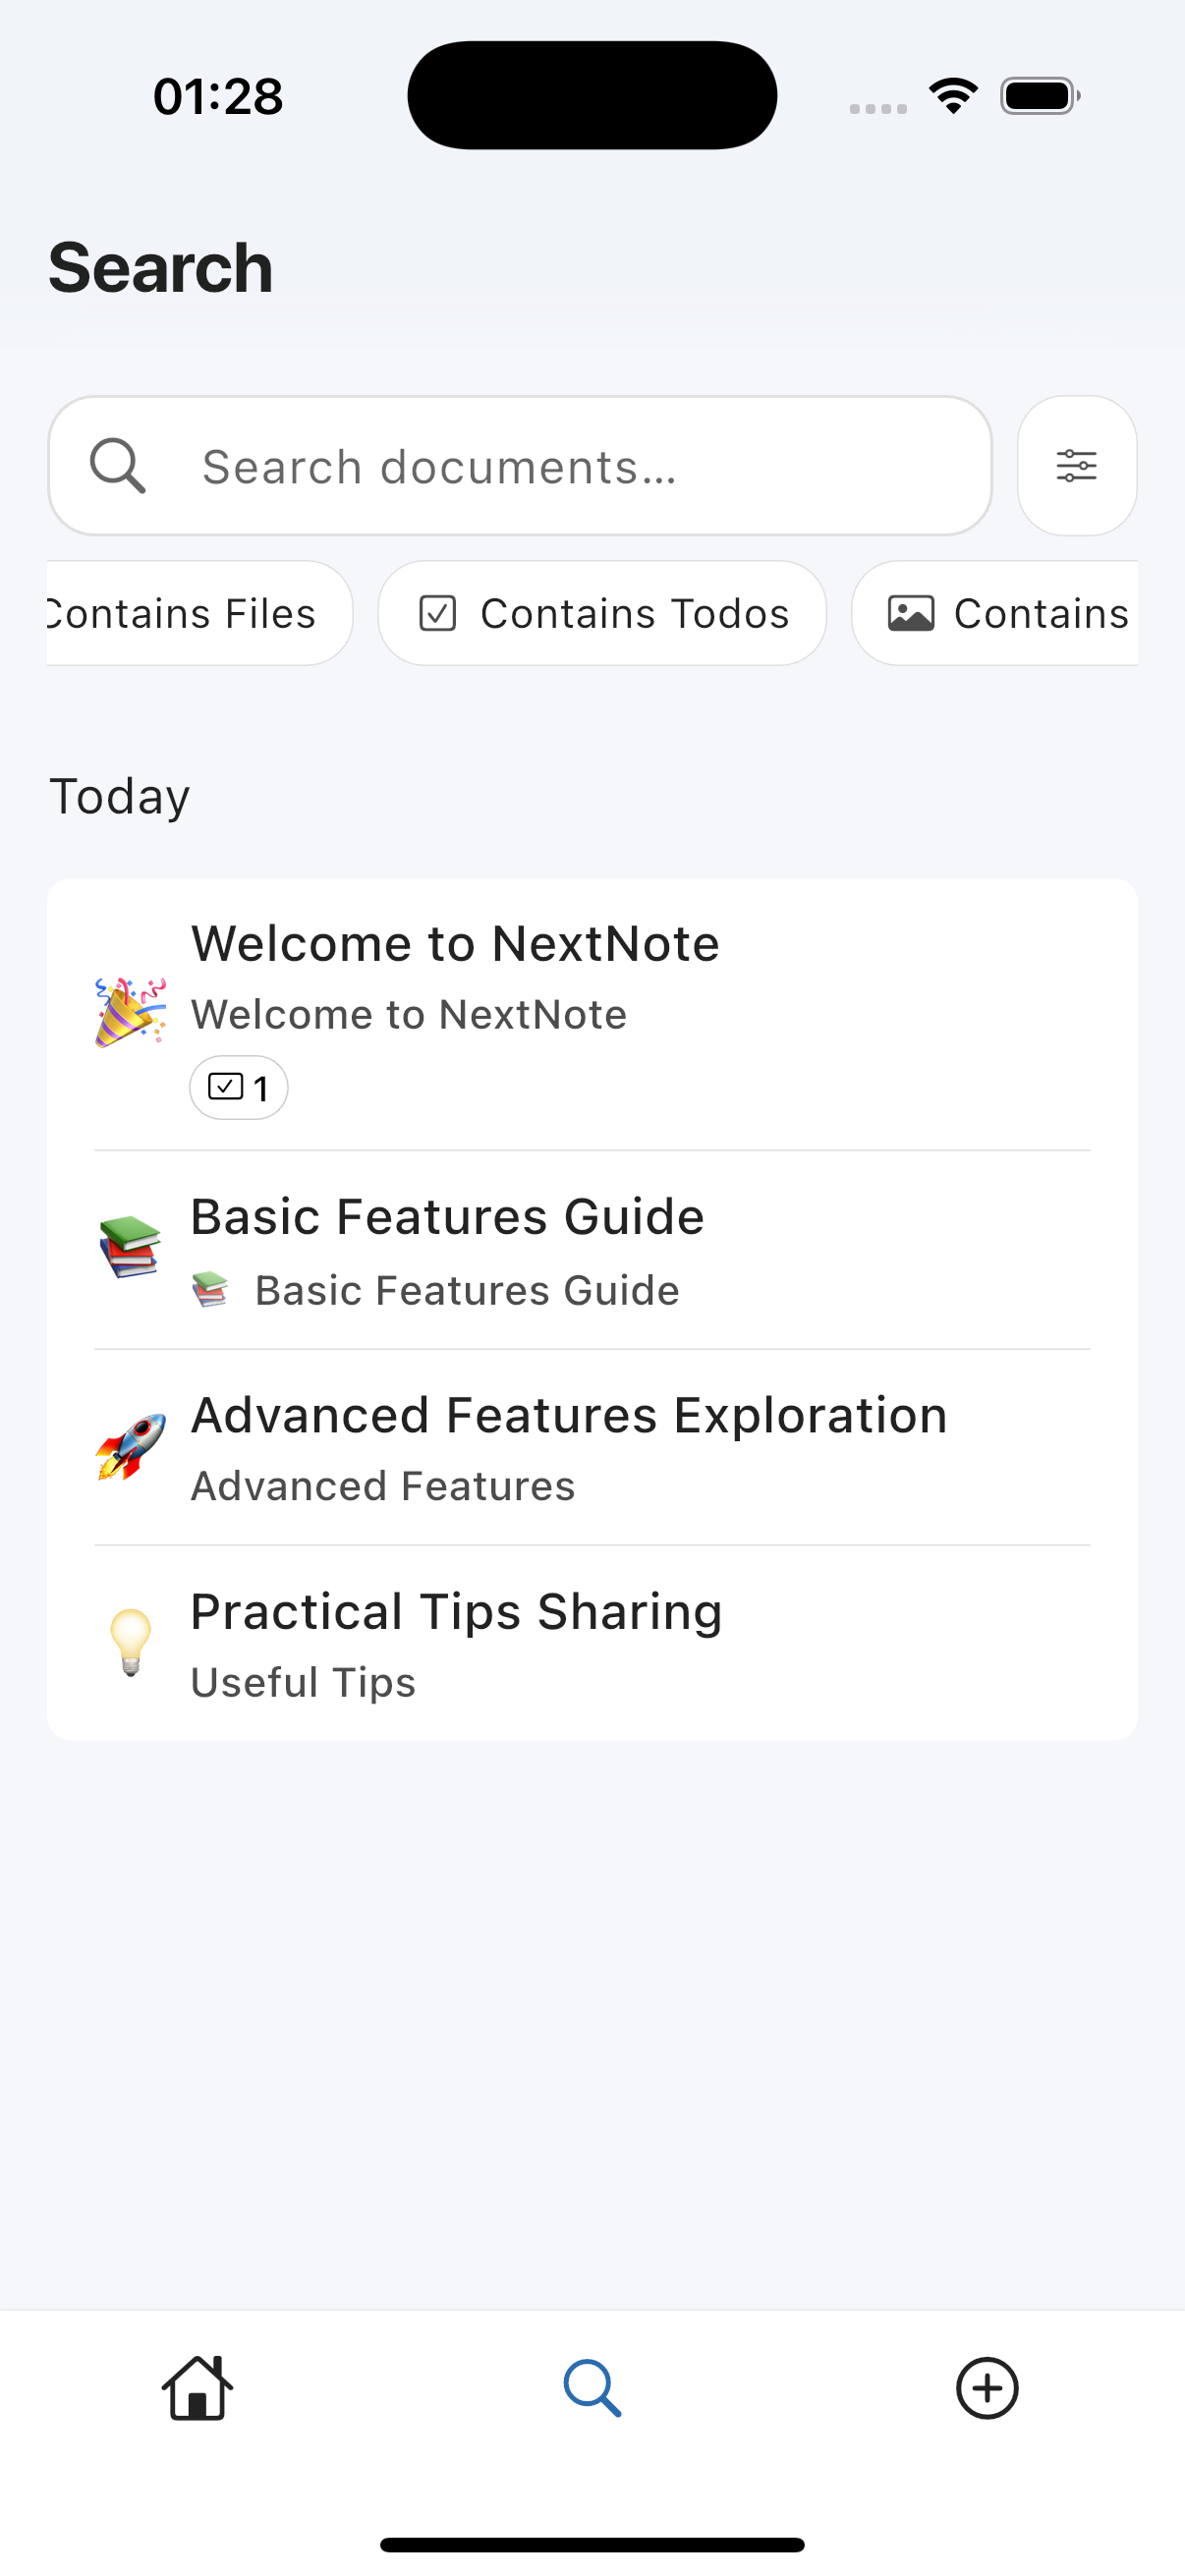 01:28
Search
Search documents...
Contains Files
Contains Todos
Contains
Today
Welcome to NextNote
Welcome to NextNote
1
Basic Features Guide
Basic Features Guide
Advanced Features Exploration
Advanced Features
Practical Tips Sharing
Useful Tips